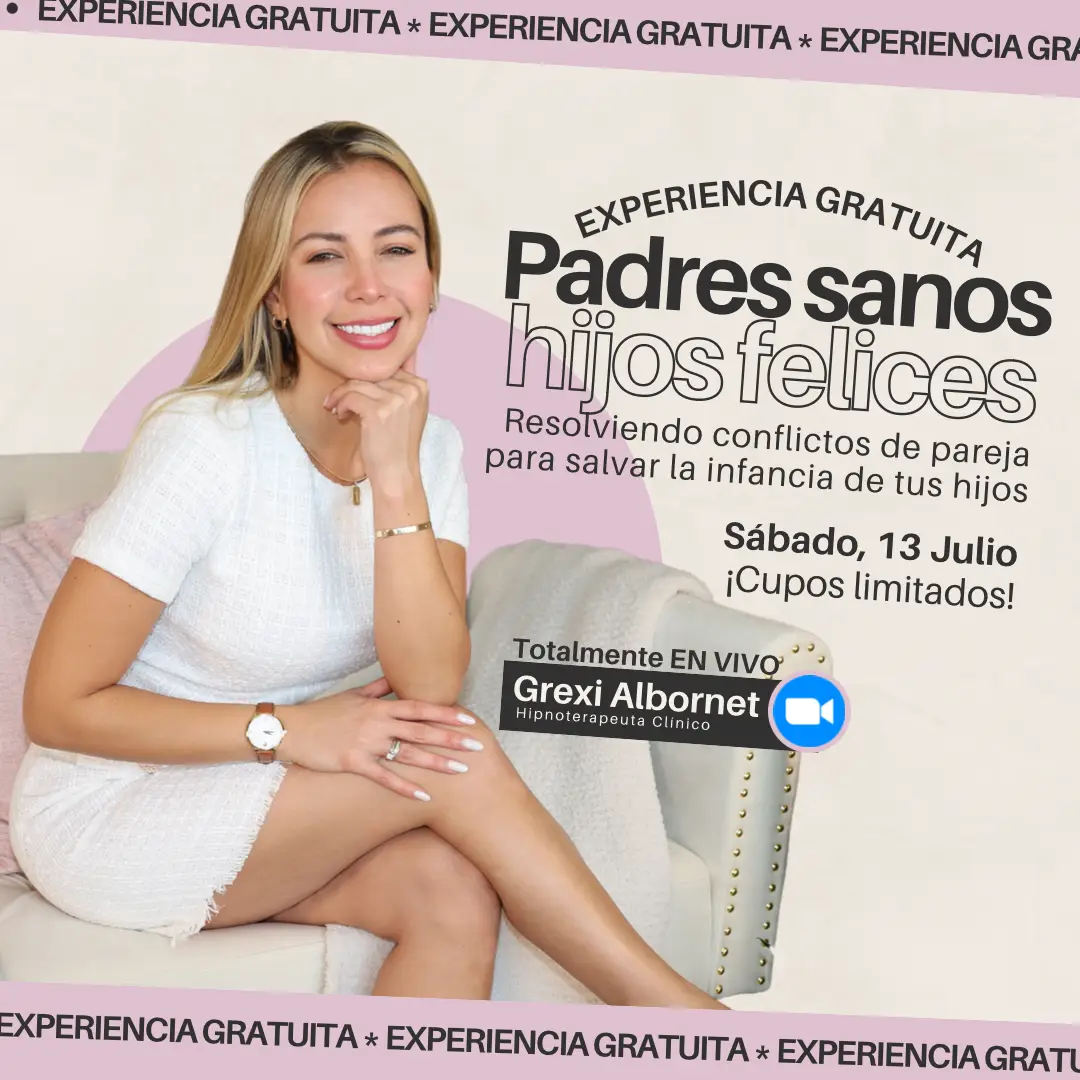 • EXPERIENCIA GRATUITA * EXPERIENCIA GRATUITA * EXPERIENCIA GRA
EXPERIENCIA GRATUITA
Padres sanos
hijos felices
Resolviendo conflictos de pareja
para salvar la infancia de tus hijos
Sábado, 13 Julio
¡Cupos limitados!
Totalmente EN VIVO
Grexi Albornet
Hipnoterapeuta Clínico
EXPERIENCIA GRATUITA * EXPERIENCIA GRATUITA * EXPERIENCIA GRATU